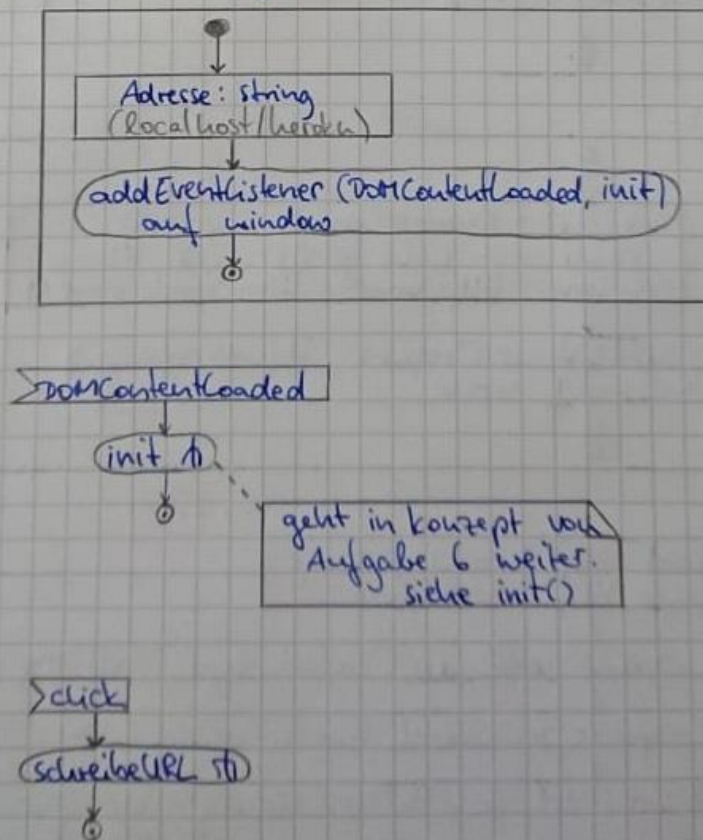 Adresse: string
(localhost/heroku)
addEventListener (DOMContentLoaded, init)
auf window
DOMContentLoaded
init
geht in Konzept von
Aufgabe 6 weiter.
siehe init()
click
schreibeURL